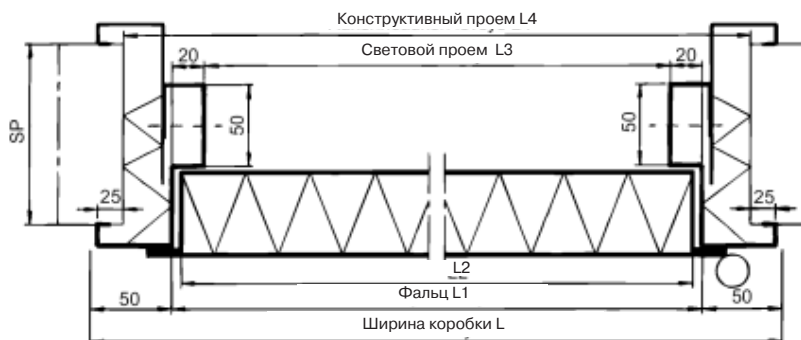 Конструктивный проем L4
20 Световой проем L3 20
SP 50 50
25 25
L2
50 Фальц L1 50
Ширина коробки L